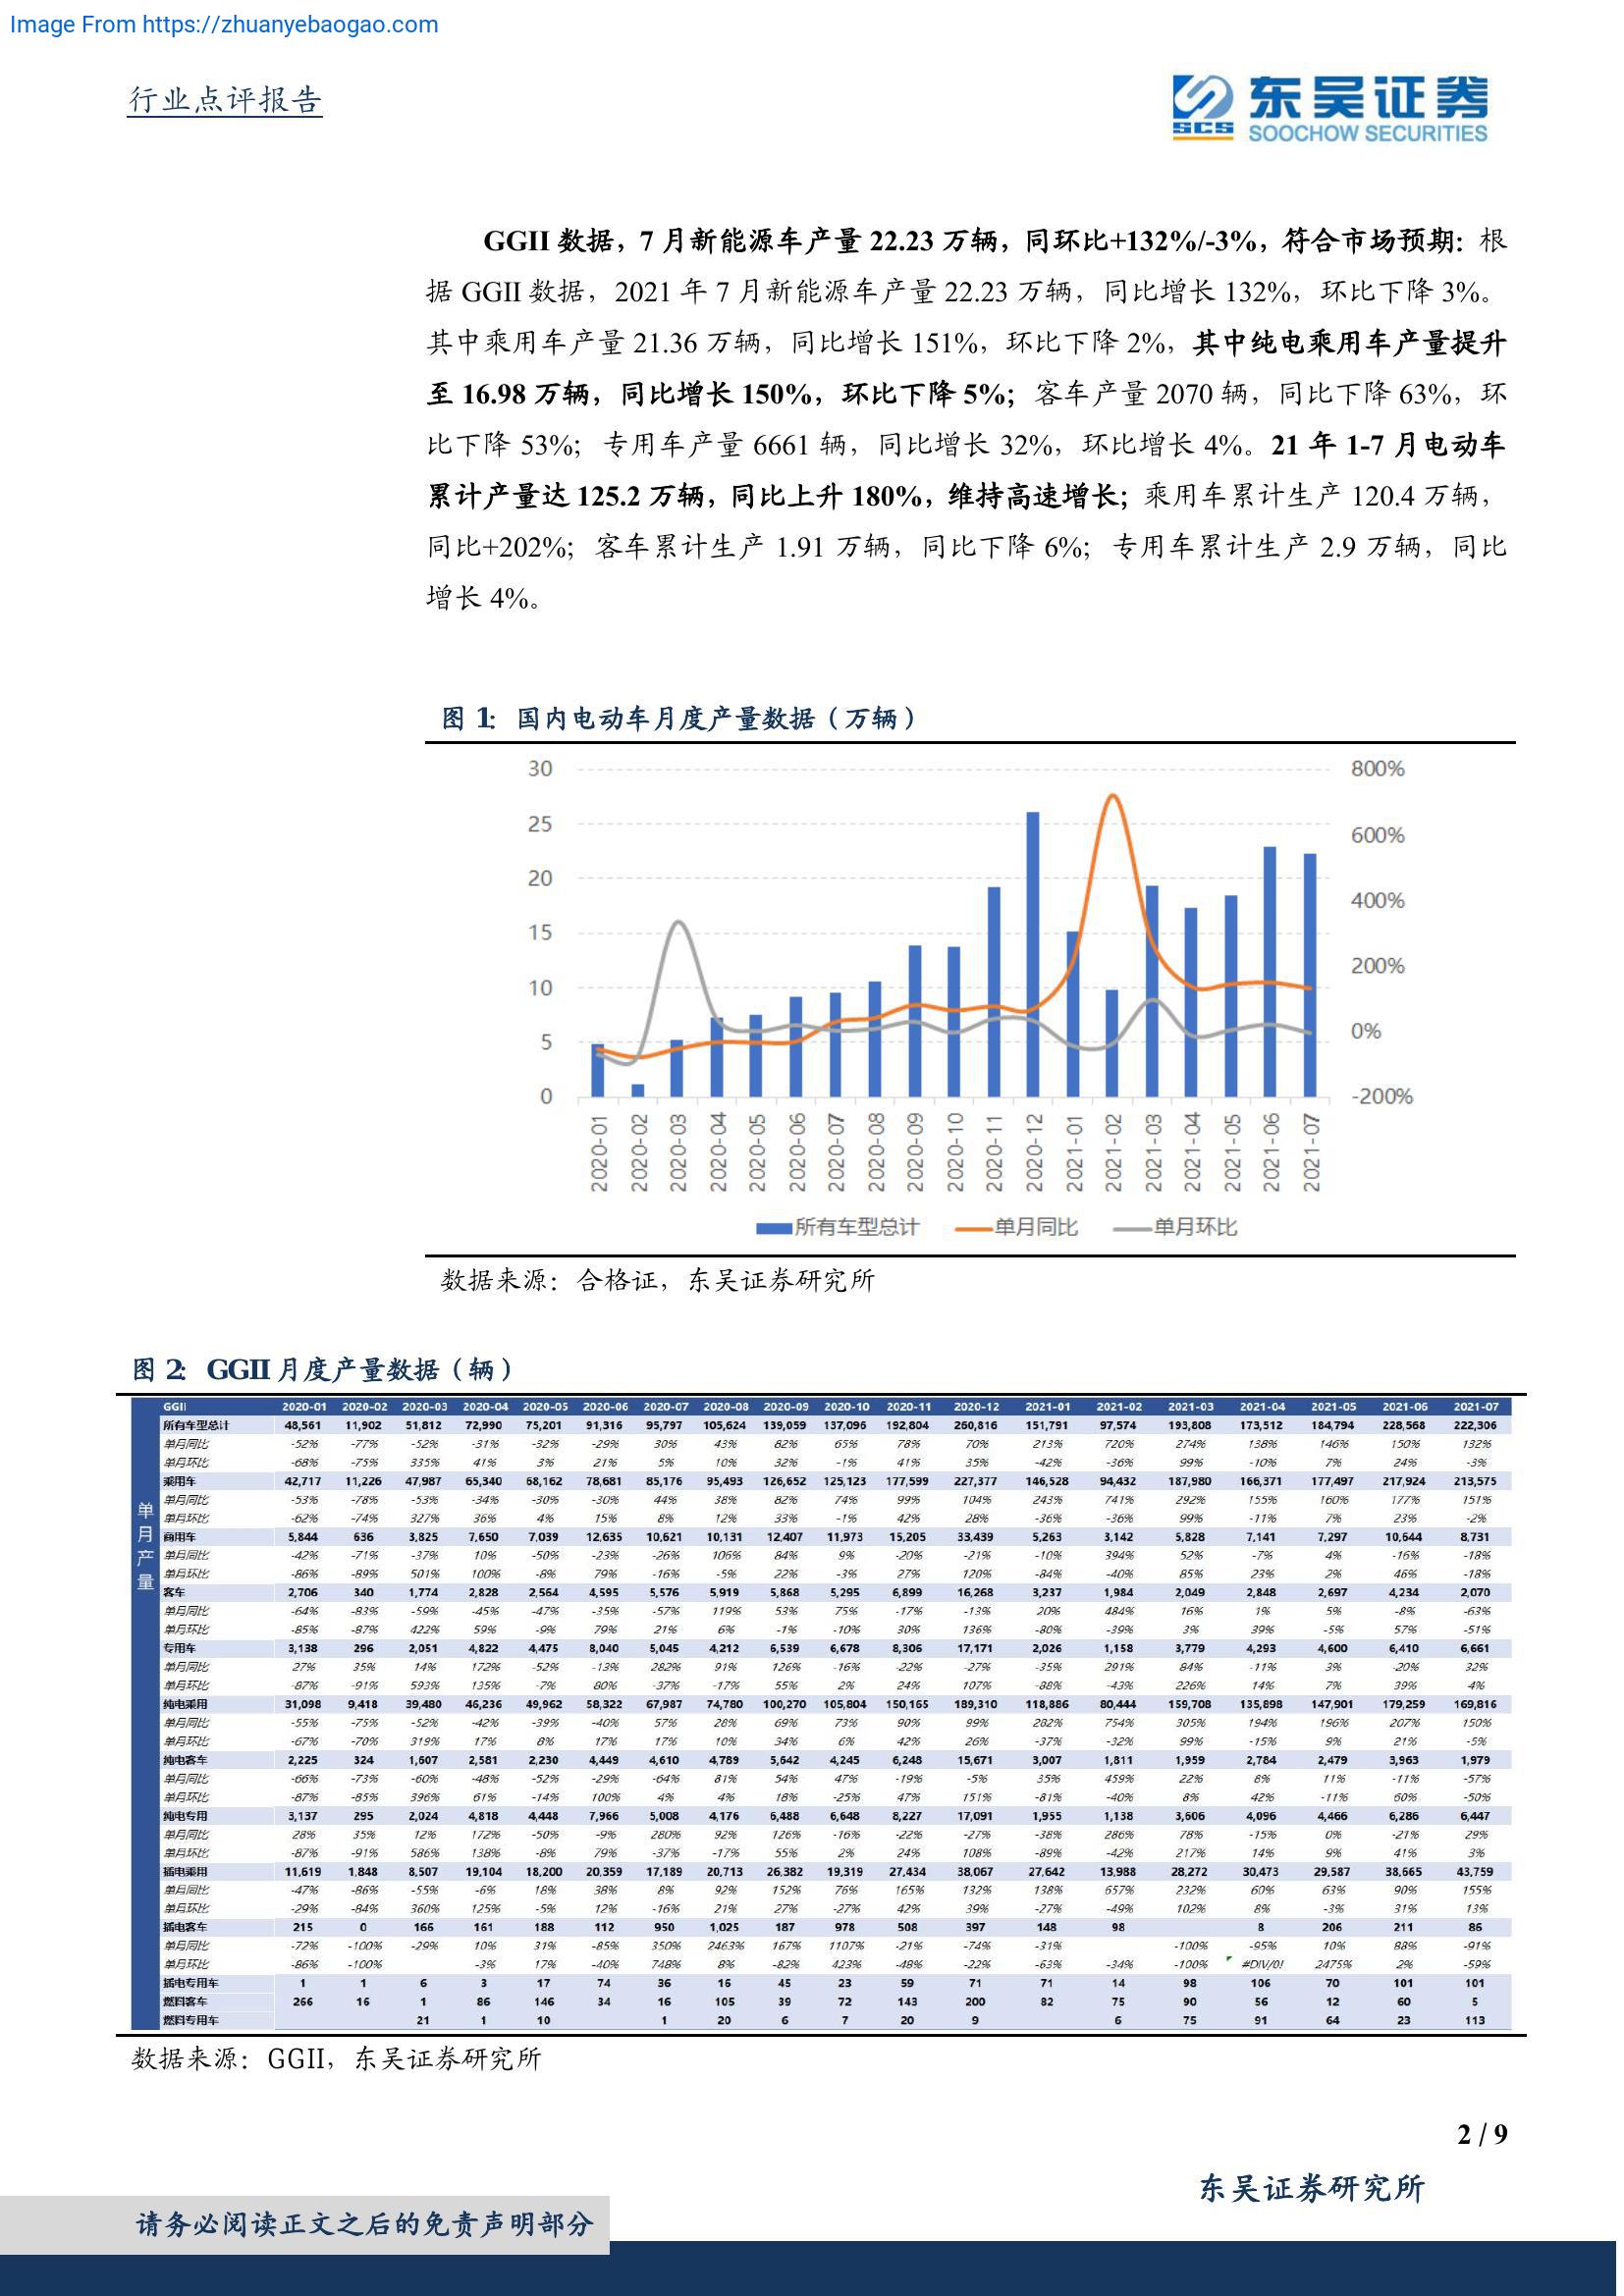 Image From https://zhuanyebaogao.com
行业点评报告
SCS
东吴证券
SOOCHOW SECURITIES
GGII 数据，7 月新能源车产量 22.23 万辆，同环比+132%/-3%，符合市场预期：根
据 GGII 数据，2021 年 7 月新能源车产量 22.23 万辆，同比增长 132%，环比下降 3%。
其中乘用车产量 21.36 万辆，同比增长 151%，环比下降 2%，其中纯电乘用车产量提升
至 16.98 万辆，同比增长 150%，环比下降 5%；客车产量 2070 辆，同比下降 63%，环
比下降 53%；专用车产量 6661 辆，同比增长 32%，环比增长 4%。21 年 1-7 月电动车
累计产量达 125.2 万辆，同比上升 180%，维持高速增长；乘用车累计生产 120.4 万辆，
同比+202%；客车累计生产 1.91 万辆，同比下降 6%；专用车累计生产 2.9 万辆，同比
增长 4%。
图 1: 国内电动车月度产量数据（万辆）
30 800%
25 600%
20 400%
15 200%
10 0%
5 -200%
0
2020-01 2020-02 2020-03 2020-04 2020-05 2020-06 2020-07 2020-08 2020-09 2020-10 2020-11 2020-12 2021-01 2021-02 2021-03 2021-04 2021-05 2021-06 2021-07
所有车型总计 单月同比 单月环比
数据来源：合格证，东吴证券研究所
图 2: GGII 月度产量数据（辆）
单月产量
GGII 2020-01 2020-02 2020-03 2020-04 2020-05 2020-06 2020-07 2020-08 2020-09 2020-10 2020-11 2020-12 2021-01 2021-02 2021-03 2021-04 2021-05 2021-06 2021-07
所有车型总计 48,561 11,902 51,812 72,990 75,201 91,316 95,797 105,624 139,059 137,096 192,804 260,816 151,791 97,574 193,808 173,512 184,794 228,568 222,306
单月同比 -52% -77% -52% -31% -32% -29% 30% 43% 82% 65% 78% 70% 213% 720% 274% 138% 146% 150% 132%
单月环比 -68% -75% 335% 41% 3% 21% 5% 10% 32% -1% 41% 35% -42% -36% 99% -10% 7% 24% -3%
乘用车 42,717 11,226 47,987 65,340 68,162 78,681 85,176 95,493 126,652 125,123 177,599 227,377 146,528 94,432 187,980 166,371 177,497 217,924 213,575
单月同比 -53% -78% -53% -34% -30% -30% 44% 38% 82% 74% 99% 104% 243% 741% 292% 155% 160% 177% 151%
单月环比 -62% -74% 327% 36% 4% 15% 8% 12% 33% -1% 42% 28% -36% -36% 99% -11% 7% 23% -2%
商用车 5,844 636 3,825 7,650 7,039 12,635 10,621 10,131 12,407 11,973 15,205 33,439 5,263 3,142 5,828 7,141 7,297 10,644 8,731
单月同比 -42% -71% -37% 10% -50% -23% -26% 106% 84% 9% -20% -21% -10% 394% 52% -7% 4% -16% -18%
单月环比 -86% -89% 501% 100% -8% 79% -16% -5% 22% -3% 27% 120% -84% -40% 85% 23% 2% 46% -18%
客车 2,706 340 1,774 2,828 2,564 4,595 5,576 5,919 5,868 5,295 6,899 16,268 3,237 1,984 2,049 2,848 2,697 4,234 2,070
单月同比 -64% -83% -59% -45% -47% -35% -57% 119% 53% 75% -17% -13% 20% 484% 16% 1% 5% -8% -63%
单月环比 -85% -87% 422% 59% -9% 79% 21% 6% -1% -10% 30% 136% -80% -39% 3% 39% -5% 57% -51%
专用车 3,138 296 2,051 4,822 4,475 8,040 5,045 4,212 6,539 6,678 8,306 17,171 2,026 1,158 3,779 4,293 4,600 6,410 6,661
单月同比 27% 35% 14% 172% -52% -13% 282% 91% 126% -16% -22% -27% -35% 291% 84% -11% 3% -20% 32%
单月环比 -87% -91% 593% 135% -7% 80% -37% -17% 55% 2% 24% 107% -88% -43% 226% 14% 7% 39% 4%
纯电乘用 31,098 9,418 39,480 46,236 49,962 58,322 67,987 74,780 100,270 105,804 150,165 189,310 118,886 80,444 159,708 135,898 147,901 179,259 169,816
单月同比 -55% -75% -52% -42% -39% -40% 57% 28% 69% 73% 90% 99% 282% 754% 305% 194% 196% 207% 150%
单月环比 -67% -70% 319% 17% 8% 17% 17% 10% 34% 6% 42% 26% -37% -32% 99% -15% 9% 21% -5%
纯电客车 2,225 324 1,607 2,581 2,230 4,449 4,610 4,789 5,642 4,245 6,248 15,671 3,007 1,811 1,959 2,784 2,479 3,963 1,979
单月同比 -66% -73% -60% -48% -52% -29% -64% 81% 54% 47% -19% -5% 35% 459% 22% 8% 11% -11% -57%
单月环比 -87% -85% 396% 61% -14% 100% 4% 4% 18% -25% 47% 151% -81% -40% 8% 42% -11% 60% -50%
纯电专用 3,137 295 2,024 4,818 4,448 7,966 5,008 4,176 6,488 6,648 8,227 17,091 1,955 1,138 3,606 4,096 4,466 6,286 6,447
单月同比 28% 35% 12% 172% -50% -9% 280% 92% 126% -16% -22% -27% -38% 286% 78% -15% 0% -21% 29%
单月环比 -87% -91% 586% 138% -8% 79% -37% -17% 55% 2% 24% 108% -89% -42% 217% 14% 9% 41% 3%
插电乘用 11,619 1,848 8,507 19,104 18,200 20,359 17,189 20,713 26,382 19,319 27,434 38,067 27,642 13,988 28,272 30,473 29,587 38,665 43,759
单月同比 -47% -86% -55% -6% 18% 38% 8% 92% 152% 76% 165% 132% 138% 657% 232% 60% 63% 90% 155%
单月环比 -29% -84% 360% 125% -5% 12% -16% 21% 27% -27% 42% 39% -27% -49% 102% 8% -3% 31% 13%
插电客车 215 0 166 161 188 112 950 1,025 187 978 508 397 148 98 8 206 211 86
单月同比 -72% -100% -29% 10% 31% -85% 350% 2463% 167% 1107% -21% -74% -31% -100% -95% 10% 88% -91%
单月环比 -86% -100% -3% 17% -40% 748% 8% -82% 423% -48% -22% -63% -34% -100% #DIV/0! 2475% 2% -59%
插电专用车 1 1 6 3 17 74 36 16 45 23 59 71 71 14 98 106 70 101 101
燃料客车 266 16 1 86 146 34 16 105 39 72 143 200 82 75 90 56 12 60 5
燃料专用车 21 1 10 1 20 6 7 20 9 6 75 91 64 23 113
数据来源：GGII，东吴证券研究所
2 / 9
东吴证券研究所
请务必阅读正文之后的免责声明部分